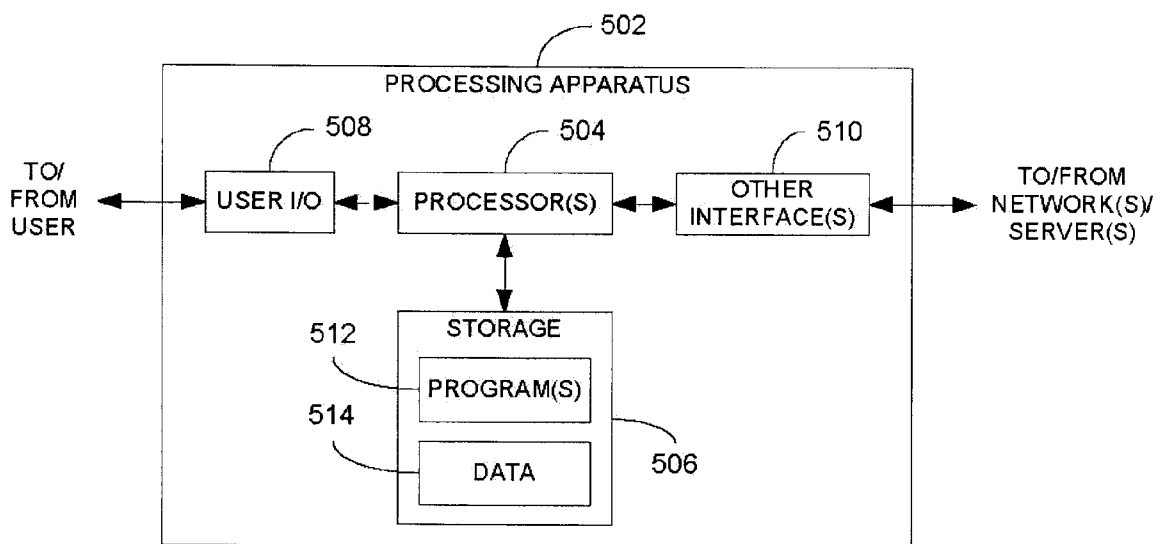 502
PROCESSING APPARATUS
508
504
510
TO/
FROM
USER
USER I/O
PROCESSOR(S)
OTHER
INTERFACE(S)
TO/FROM
NETWORK(S)/
SERVER(S)
STORAGE
512
PROGRAM(S)
514
DATA
506